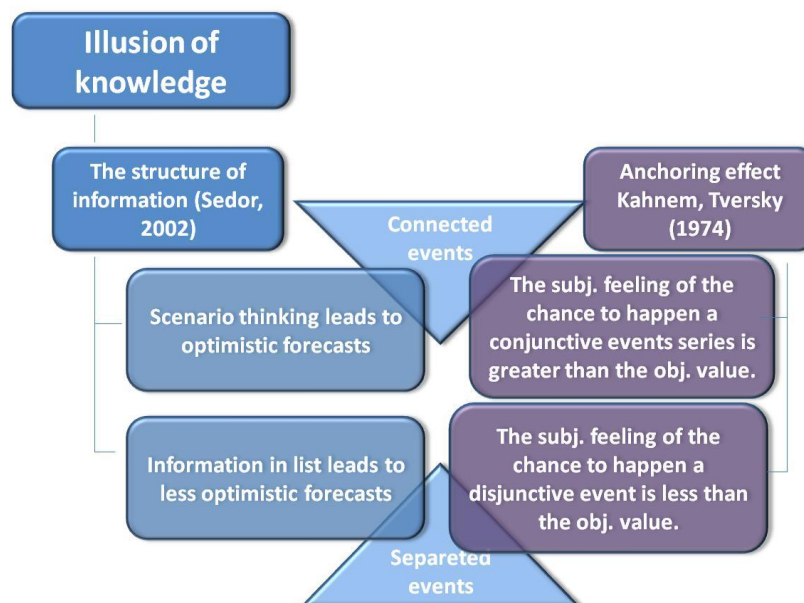 Illusion of
knowledge
The structure of
information (Sedor,
2002)
Anchoring effect
Kahnem, Tversky
(1974)
Connected
events
Scenario thinking leads to
optimistic forecasts
The subj. feeling of the
chance to happen a
conjunctive events series is
greater than the obj. value.
Information in list leads to
less optimistic forecasts
The subj. feeling of the
chance to happen a
disjunctive event is less than
the obj. value.
Separeted
events